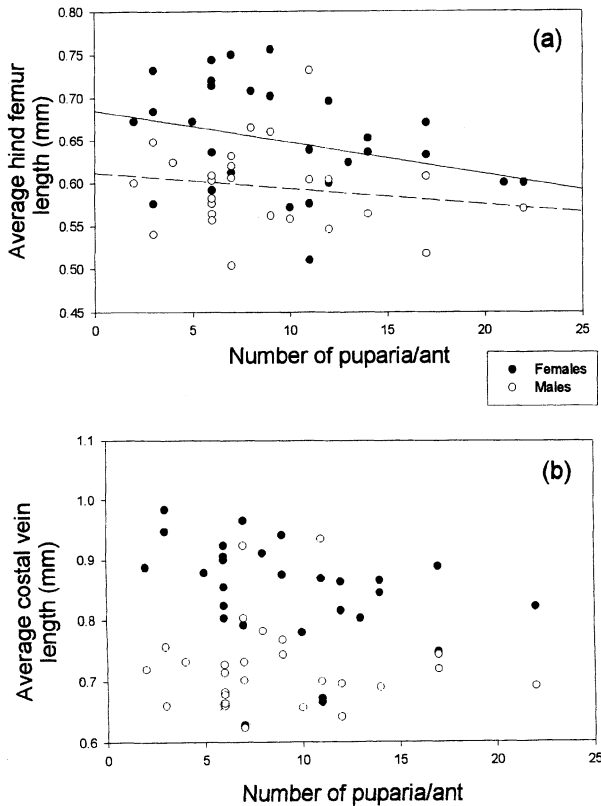 (a)
Average hind femur
length (mm)
0.80
0.75
0.70
0.65
0.60
0.55
0.50
0.45
0 5 10 15 20 25
Number of puparia/ant
Females
Males
(b)
Average costal vein
length (mm)
1.1
1.0
0.9
0.8
0.7
0.6
0 5 10 15 20 25
Number of puparia/ant